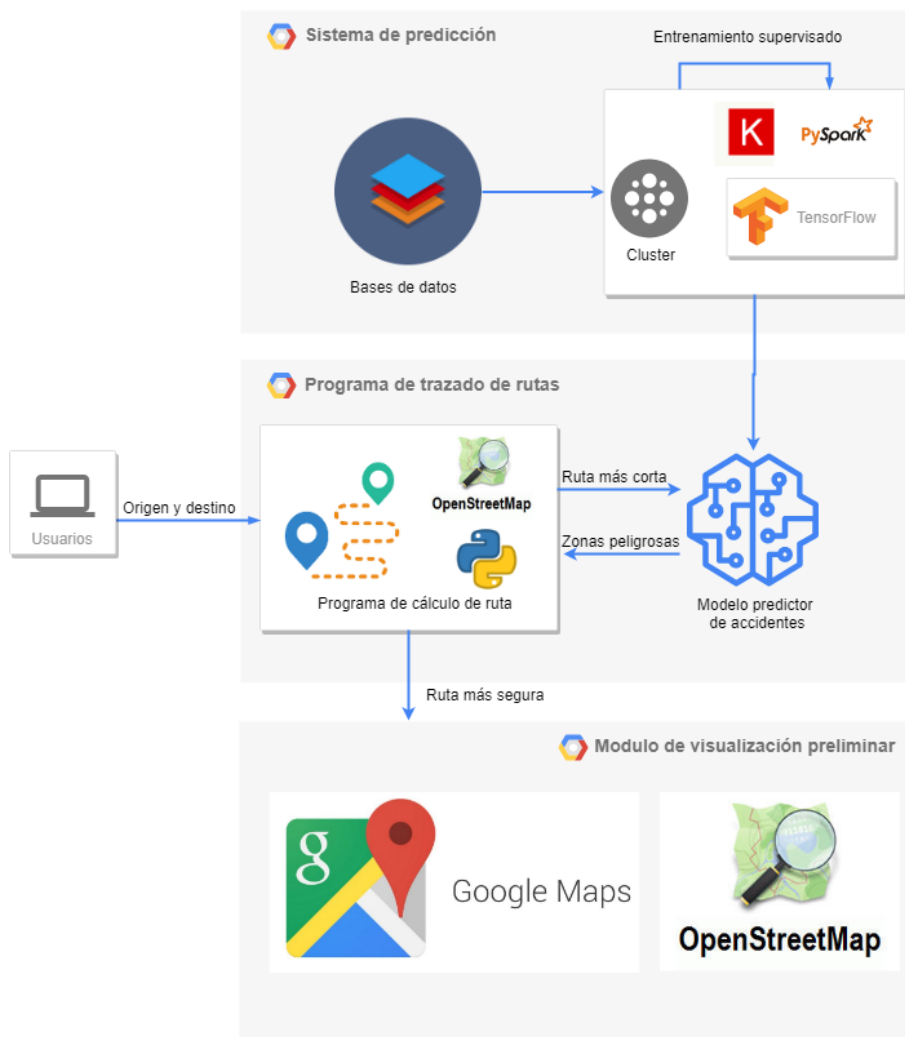 Sistema de predicción
Entrenamiento supervisado
K
PySpark
TensorFlow
Cluster
Bases de datos
Programa de trazado de rutas
Usuarios
Origen y destino
OpenStreetMap
Programa de cálculo de ruta
Ruta más corta
Zonas peligrosas
Modelo predictor
de accidentes
Ruta más segura
Modulo de visualización preliminar
g
Google Maps
OpenStreetMap